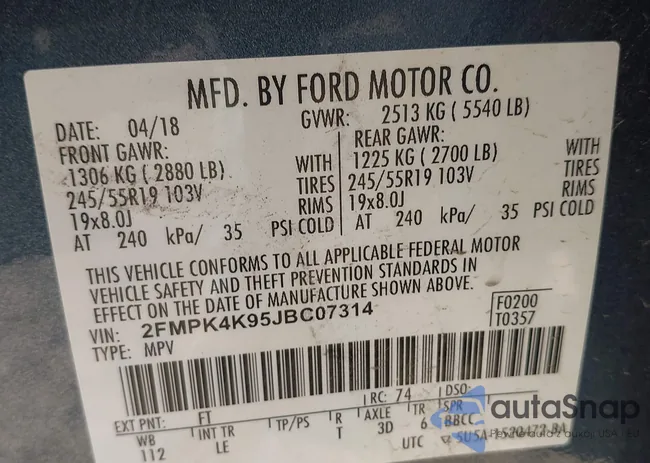 MFD. BY FORD MOTOR CO.
DATE: 04/18 GVWR: 2513 KG ( 5540 LB)
FRONT GAWR: REAR GAWR:
1306 KG ( 2880 LB) WITH 1225 KG ( 2700 LB) WITH
245/55R19 103V TIRES 245/55R19 103V TIRES
19x8.0J RIMS 19x8.0J RIMS
AT 240 kPa/ 35 PSI COLD AT 240 kPa/ 35 PSI COLD
THIS VEHICLE CONFORMS TO ALL APPLICABLE FEDERAL MOTOR
VEHICLE SAFETY AND THEFT PREVENTION STANDARDS IN
EFFECT ON THE DATE OF MANUFACTURE SHOWN ABOVE.
VIN: 2FMPK4K95JBC07314 F0200
TYPE: MPV T0357
RC: 74 DSO:
EXT PNT: FT
WB INT TR TP/PS R AXLE TR SPR
112 LE T 3D 6 BBCC
UTC
autaSnap